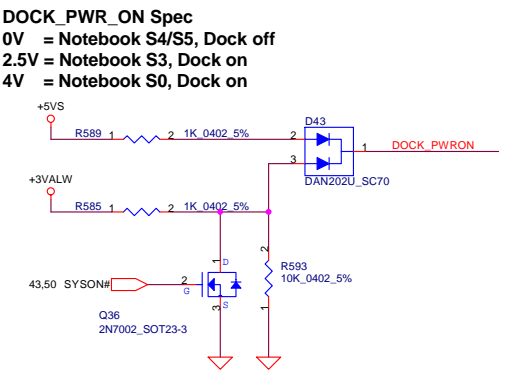 DOCK_PWR_ON Spec
0V = Notebook S4/S5, Dock off
2.5V = Notebook S3, Dock on
4V = Notebook S0, Dock on
+5VS
D43
R589 1 2 1K_0402_5% 2
1 DOCK_PWRON
3
DAN202U_SC70
+3VALW
R585 1 2 1K_0402_5%
1 D
2
R593
10K_0402_5%
43,50 SYSON# 2 G
3 S
1
Q36
2N7002_SOT23-3